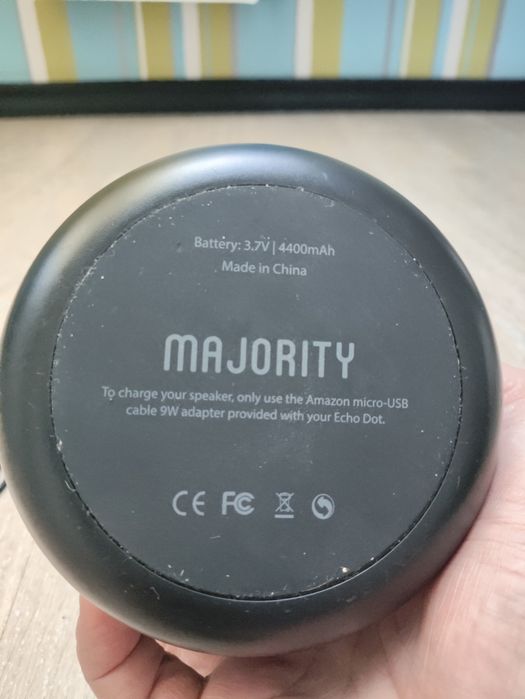 Battery: 3.7V | 4400mAh
Made in China
MAJORITY
To charge your speaker, only use the Amazon micro-USB
cable 9W adapter provided with your Echo Dot.
CE FC